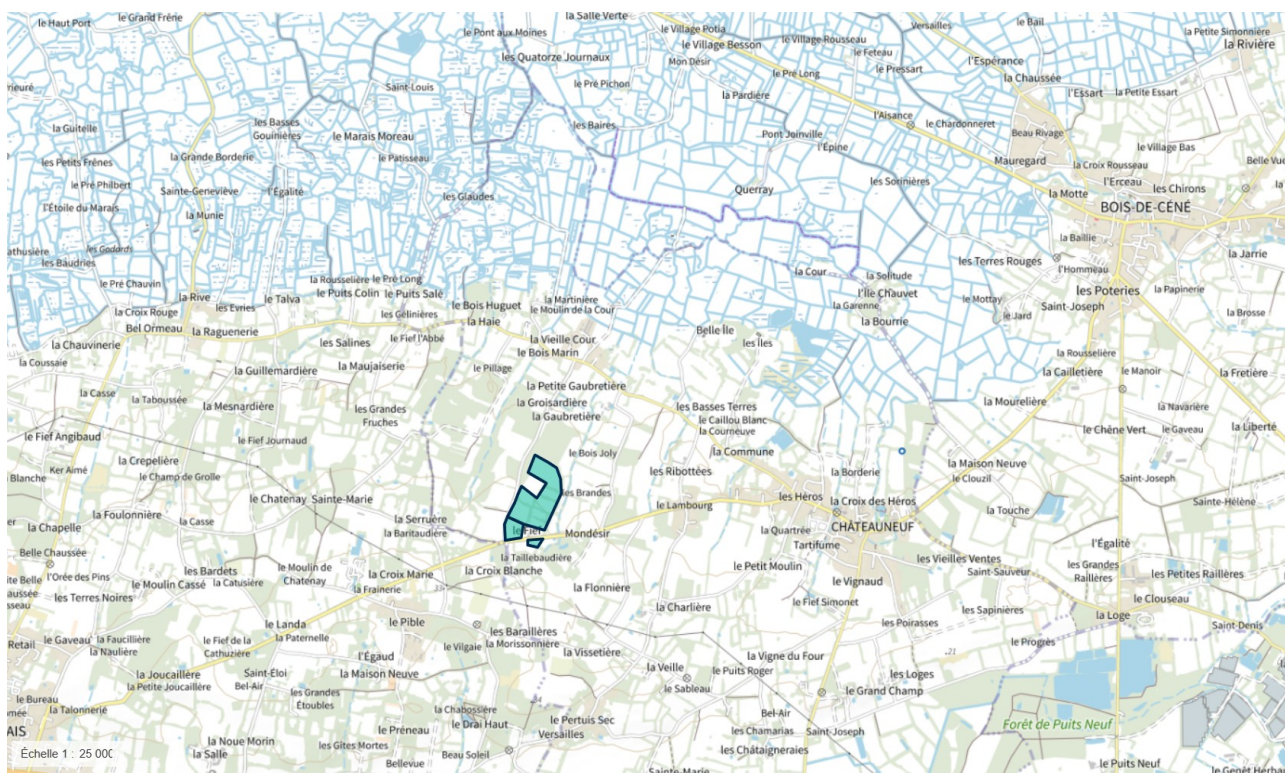 le Haut Port
le Grand Frêne
la Salle Verte
le Village Potia
le Village Rousseau
Versailles
le Bail
la Petite Simonnière
la Rivière
le Pont aux Moines
le Village Besson
Mon Désir
le Feteau
le Pressart
l'Espérance
la Chaussée
les Quatorze Journaux
le Pré Long
l'Essart
la Petite Essart
Saint-Louis
le Pré Pichon
la Pardière
l'Aisance
le Chardonneret
la Guitelle
les Basses
Gouinières
le Marais Moreau
les Baires
Pont Joinville
l'Épine
Beau Rivage
le Village Bas
les Petits Frênes
la Grande Borderie
le Patisseau
Mauregard
la Croix Rousseau
l'Erceau
le Pré Philbert
Sainte-Geneviève
l'Égalité
les Glaudes
Querray
les Sorinières
la Motte
les Chirons
l'Étoile du Marais
la Munie
BOIS-DE-CÉNÉ
les Godards
les Baudries
la Baillie
la Jarrie
le Pré Chauvin
la Rousselière
le Pré Long
la Cour
la Solitude
les Terres Rouges
l'Hommeau
la Rive
le Talva
le Puits Colin
le Puits Salé
l'Île Chauvet
les Poteries
la Papinerie
la Croix Rouge
les Evries
le Bois Huguet
la Martinière
le Moulin de la Cour
la Garenne
le Mottay
Saint-Joseph
Bel Ormeau
la Raguenerie
les Gélinières
la Haie
la Bourrie
le Jard
la Brosse
la Chauvinerie
les Salines
le Fief l'Abbé
la Vieille Cour
Belle Île
les Îles
le Bois Marin
la Rousselière
la Coussaie
la Guillemardière
la Maujaiserie
le Pillage
la Cailletière
le Manoir
la Fretière
la Casse
la Taboussée
la Petite Gaubretière
la Mesnardière
les Grandes
Fruches
la Groisardière
la Gaubretière
les Basses Terres
le Caillou Blanc
la Courneuve
la Mourelière
la Navarière
le Fief Angibaud
le Fief Journaud
le Chêne Vert
le Gaveau
la Liberté
Ker Aimé
la Crepelière
le Bois Joly
la Commune
le Champ de Grolle
les Ribottées
la Borderie
la Maison Neuve
le Clouzil
Saint-Joseph
les Brandes
le Chatenay
Sainte-Marie
les Héros
la Croix des Héros
Sainte-Hélène
la Foulonnière
la Casse
la Serruère
le Lambourg
la Touche
la Chapelle
la Baritaudière
le Fief
Mondésir
la Quartrée
CHÂTEAUNEUF
Tartifume
l'Égalité
Belle Chaussée
la Taillebaudière
les Vieilles Ventes
les Grandes
Raillères
l'Orée des Pins
les Bardets
le Moulin de
Chatenay
la Croix Marie
la Croix Blanche
le Petit Moulin
Saint-Sauveur
les Petites Raillères
le Moulin Cassé
la Catusière
la Frainerie
le Vignaud
les Terres Noires
la Flonnière
le Clouseau
le Fief Simonet
les Sapinières
la Loge
le Landa
le Pible
la Charlière
les Poirasses
Saint-Denis
le Gaveau
la Faucillière
la Naulière
le Fief de la
Cathuzière
la Paternelle
les Baraillères
la Morissonnière
le Progrès
l'Égaud
le Vilgaie
la Vissetière
la Vigne du Four
21
la Joucaillère
la Petite Joucaillère
Saint-Éloi
Bel-Air
la Maison Neuve
la Veille
le Puits Roger
les Loges
le Bureau
les Grandes
Étoubles
le Sableau
le Grand Champ
la Talonnerié
la Chabossière
le Drai Haut
le Pertuis Sec
Bel-Air
Forêt de Puits Neuf
la Noue Morin
le Préneau
Versailles
les Chamarias
Saint-Joseph
Échelle 1 : 25 000
la Salle
les Gîtes Mortes
Bellevue
Beau Soleil
Sainte-Marie
les Châtaigneraies
le Puits Neuf